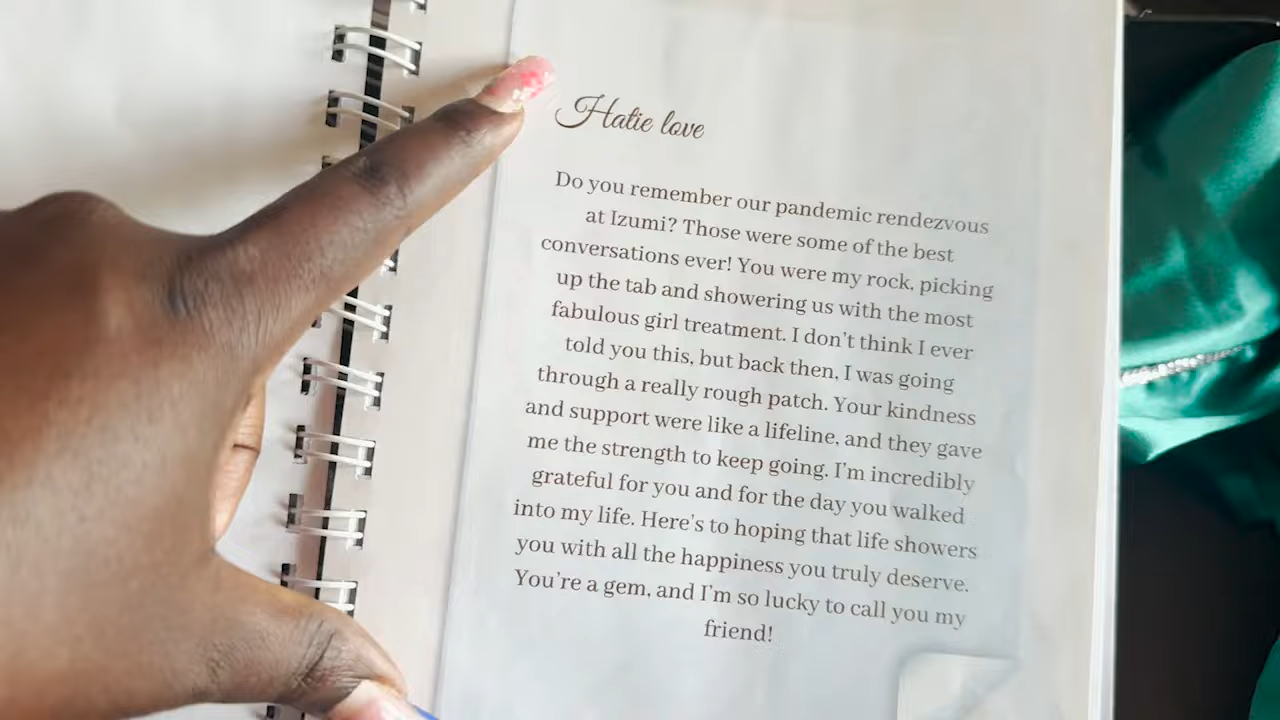 Hatie love
Do you remember our pandemic rendezvous
at Izumi? Those were some of the best
conversations ever! You were my rock, picking
up the tab and showering us with the most
fabulous girl treatment. I don't think I ever
told you this, but back then, I was going
through a really rough patch. Your kindness
and support were like a lifeline, and they gave
me the strength to keep going. I'm incredibly
grateful for you and for the day you walked
into my life. Here's to hoping that life showers
you with all the happiness you truly deserve.
You're a gem, and I'm so lucky to call you my
friend!